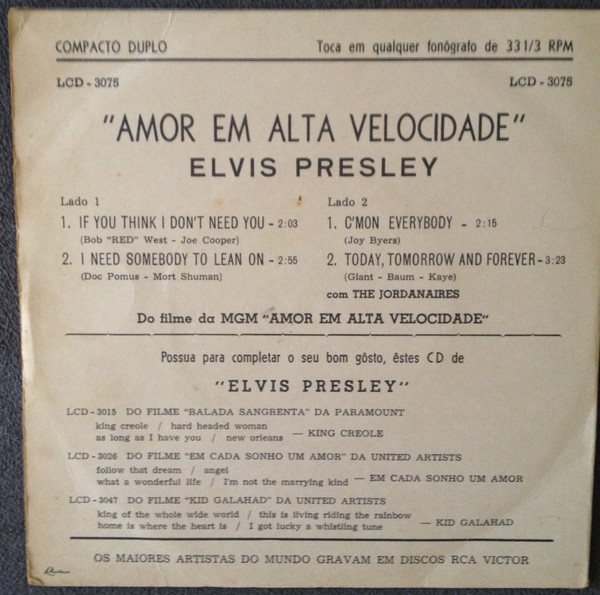 COMPACTO DUPLO Toca em qualquer fonógrafo de 33 1/3 RPM
LCD - 3075 LCD - 3075
"AMOR EM ALTA VELOCIDADE"
ELVIS PRESLEY
Lado 1
1. IF YOU THINK I DON'T NEED YOU - 2:03
(Bob "RED" West - Joe Cooper)
2. I NEED SOMEBODY TO LEAN ON - 2:55
(Doc Pomus - Mort Shuman)
Lado 2
1. C'MON EVERYBODY - 2:15
(Joy Byers)
2. TODAY, TOMORROW AND FOREVER - 3:23
(Giant - Baum - Kaye)
com THE JORDANAIRES
Do filme da MGM "AMOR EM ALTA VELOCIDADE"
Possua para completar o seu bom gôsto, êstes CD de
"ELVIS PRESLEY"
LCD - 3015 DO FILME "BALADA SANGRENTA" DA PARAMOUNT
king creole / hard headed woman
as long as I have you / new orleans — KING CREOLE
LCD - 3026 DO FILME "EM CADA SONHO UM AMOR" DA UNITED ARTISTS
follow that dream / angel
what a wonderful life / I'm not the marrying kind — EM CADA SONHO UM AMOR
LCD - 3047 DO FILME "KID GALAHAD" DA UNITED ARTISTS
king of the whole wide world / this is living riding the rainbow
home is where the heart is / I got lucky a whistling tune — KID GALAHAD
OS MAIORES ARTISTAS DO MUNDO GRAVAM EM DISCOS RCA VICTOR